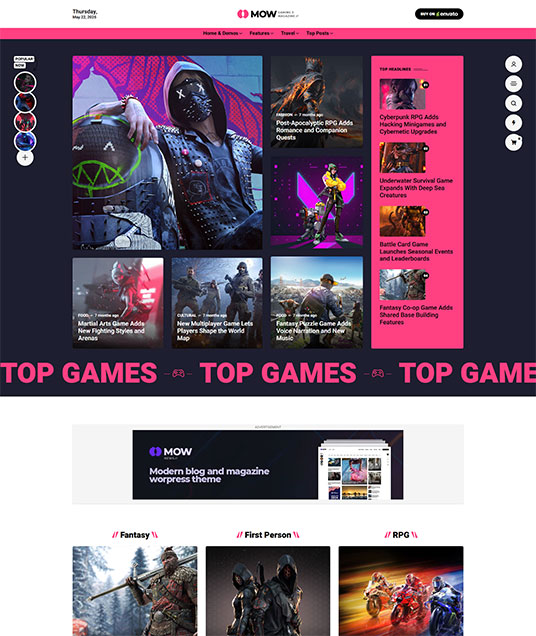 Thursday,
May 22, 2026
MOW
GAMING //
MAGAZINE //
BUY ON envato
Home & Demos
Features
Travel
Top Posts
POPULAR
NOW
FASHION — 7 months ago
Post-Apocalyptic RPG Adds
Romance and Companion
Quests
FOOD — 7 months ago
Martial Arts Game Adds
New Fighting Styles and
Arenas
CULTURAL — 7 months ago
New Multiplayer Game Lets
Players Shape the World
Map
FOOD — 7 months ago
Fantasy Puzzle Game Adds
Voice Narration and New
Music
TOP HEADLINES
Cyberpunk RPG Adds
Hacking Minigames and
Cybernetic Upgrades
Underwater Survival Game
Expands With Deep Sea
Creatures
Battle Card Game
Launches Seasonal Events
and Leaderboards
Fantasy Co-op Game Adds
Shared Base Building
Features
TOP GAMES TOP GAMES TOP GAME
ADVERTISEMENT
MOW
Modern blog and magazine
worpress theme
// Fantasy \\
// First Person \\
// RPG \\